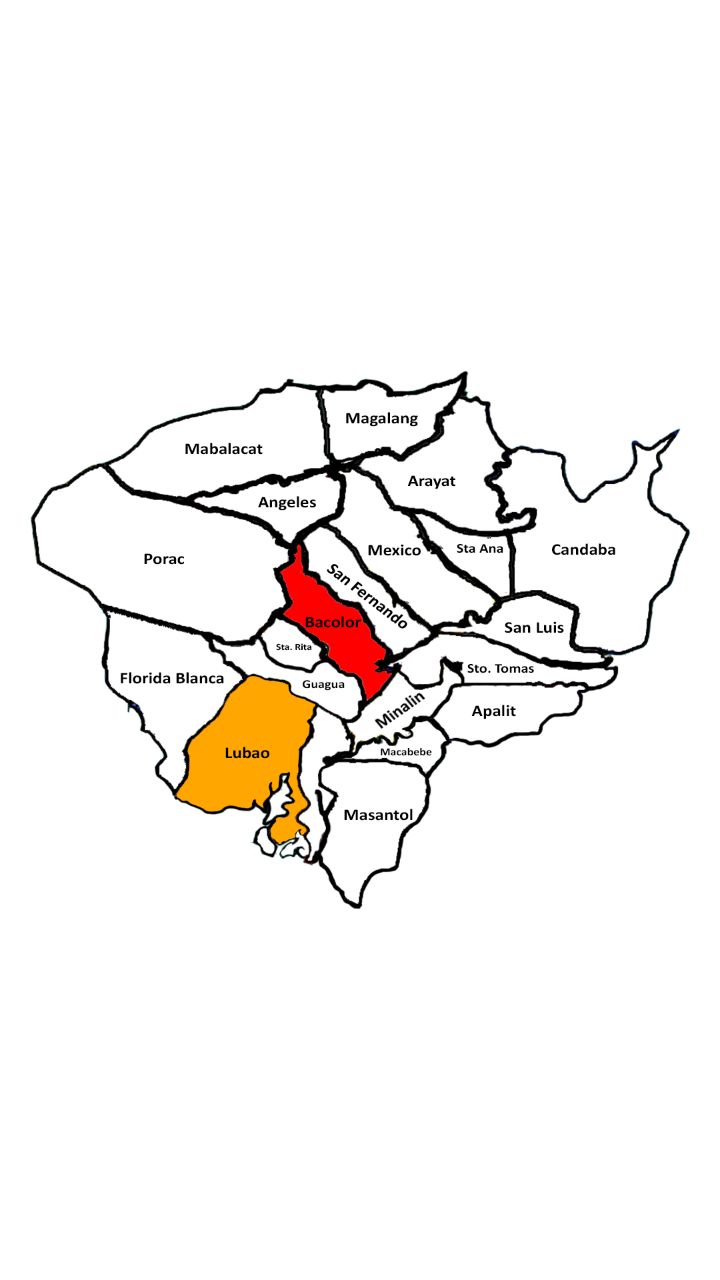 Magalang
Mabalacat
Arayat
Angeles
Mexico
Sta Ana
Candaba
Porac
San Fernando
Bacolor
San Luis
Sta. Rita
Sto. Tomas
Florida Blanca
Guagua
Minalin
Apalit
Lubao
Macabebe
Masantol